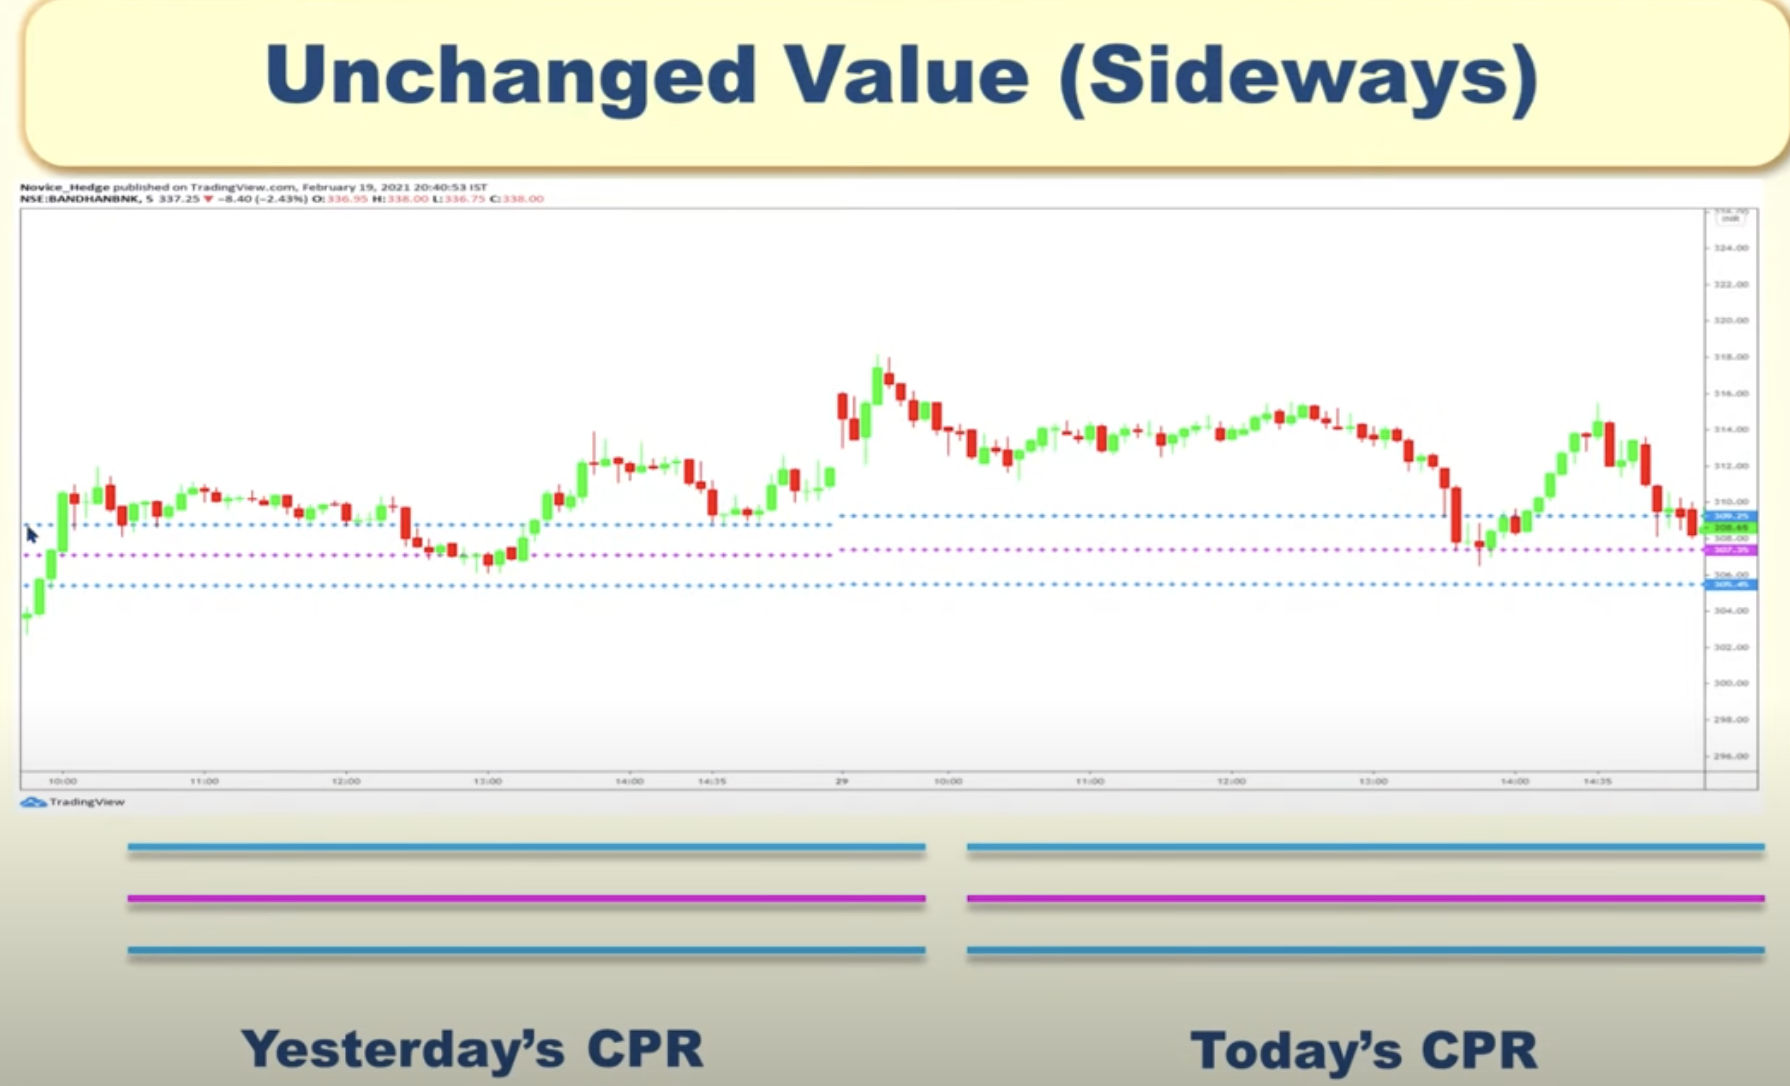 Unchanged Value (Sideways)
Novice_Hedge published on TradingView.com, February 19, 2021 20:40:53 IST
NSE:BANDHANBNK, 5 337.25 ▼ −8.40 (−2.43%) O:336.95 H:338.00 L:336.75 C:338.00
INR
324.00
322.00
320.00
318.00
316.00
314.00
312.00
310.00
309.25
308.65
308.00
307.35
306.00
305.45
304.00
302.00
300.00
298.00
296.00
10:00 11:00 12:00 13:00 14:00 14:35 29 10:00 11:00 12:00 13:00 14:00 14:35
TradingView
Yesterday's CPR Today's CPR